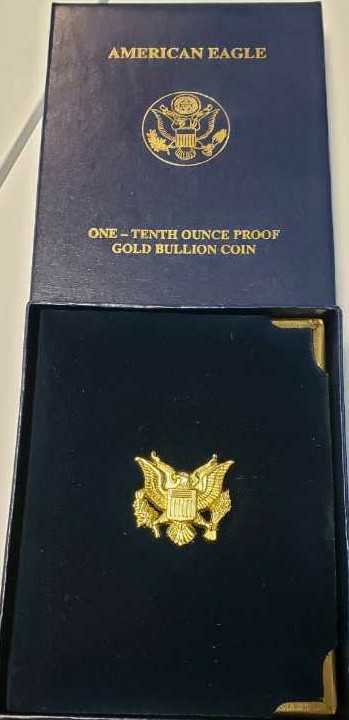 AMERICAN EAGLE
ONE – TENTH OUNCE PROOF
GOLD BULLION COIN